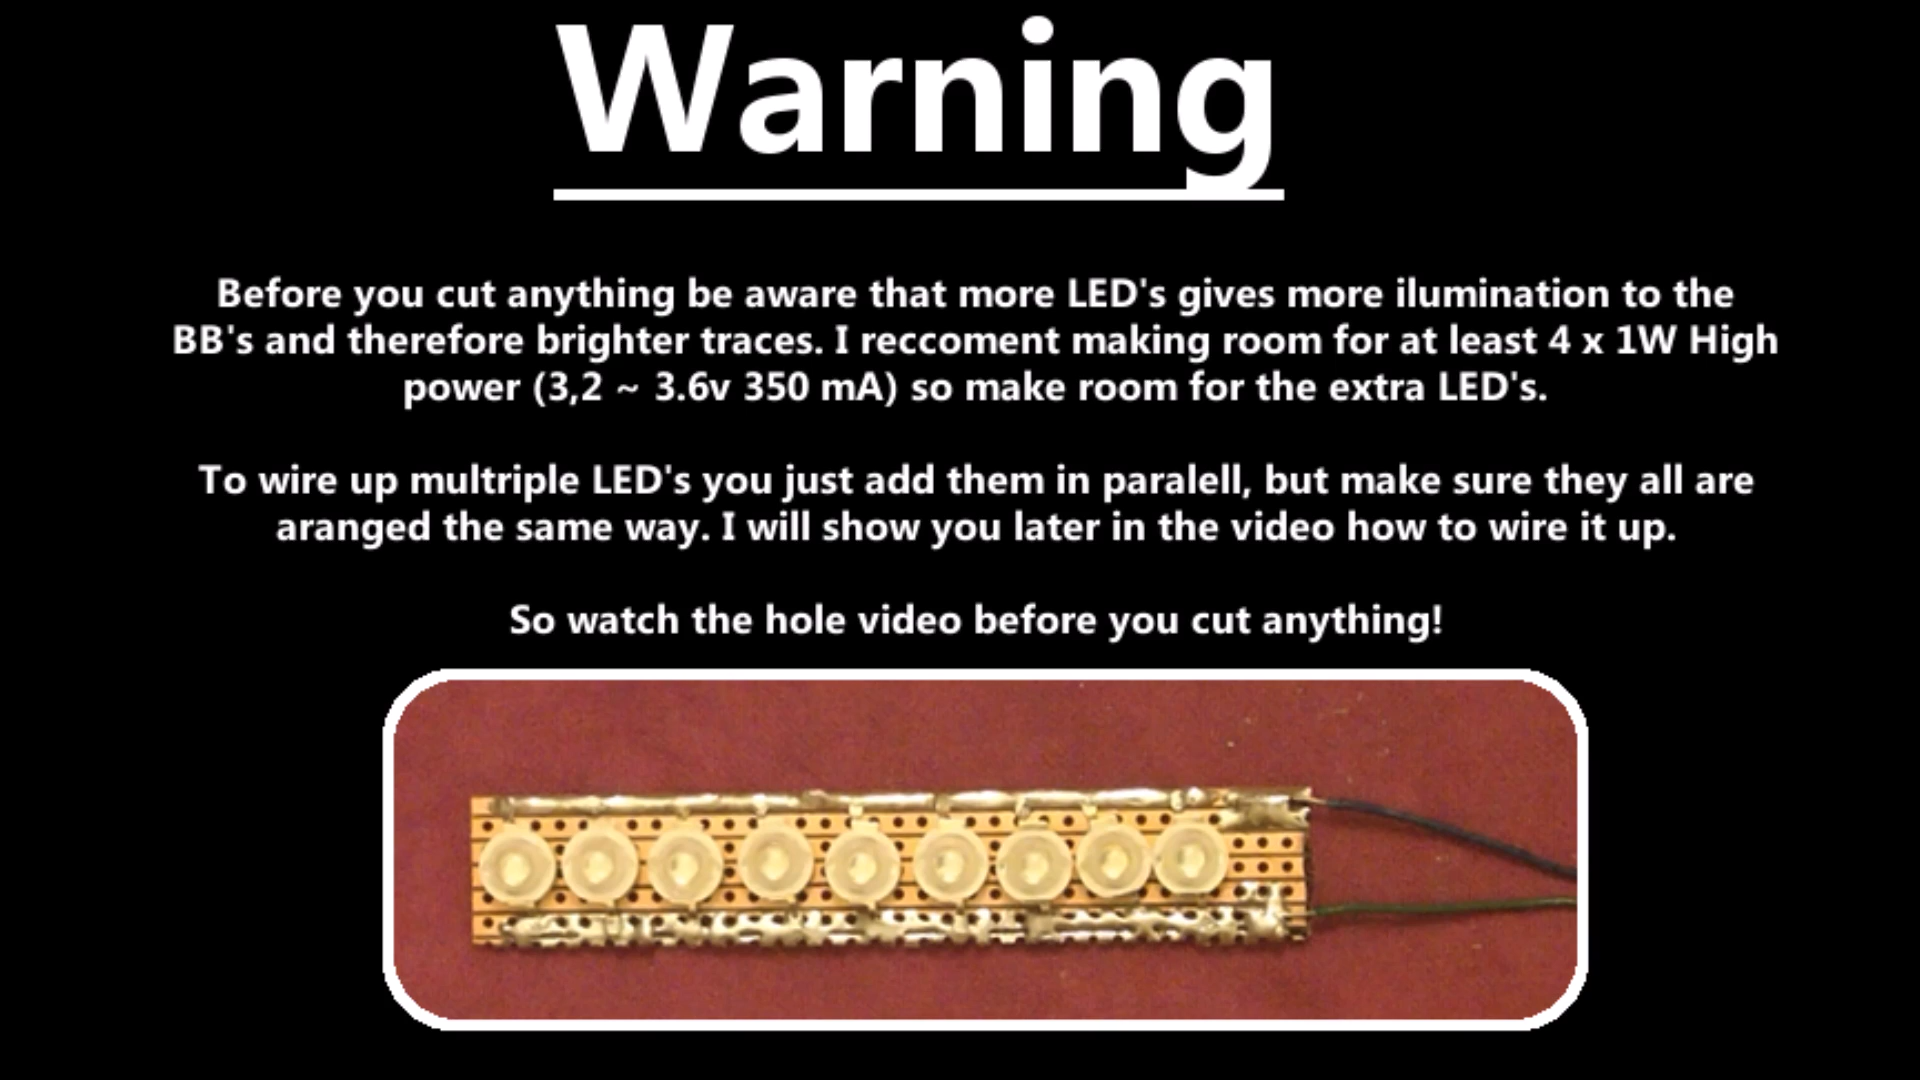 Warning
Before you cut anything be aware that more LED's gives more ilumination to the
BB's and therefore brighter traces. I reccoment making room for at least 4 x 1W High
power (3,2 ~ 3.6v 350 mA) so make room for the extra LED's.
To wire up multriple LED's you just add them in paralell, but make sure they all are
aranged the same way. I will show you later in the video how to wire it up.
So watch the hole video before you cut anything!